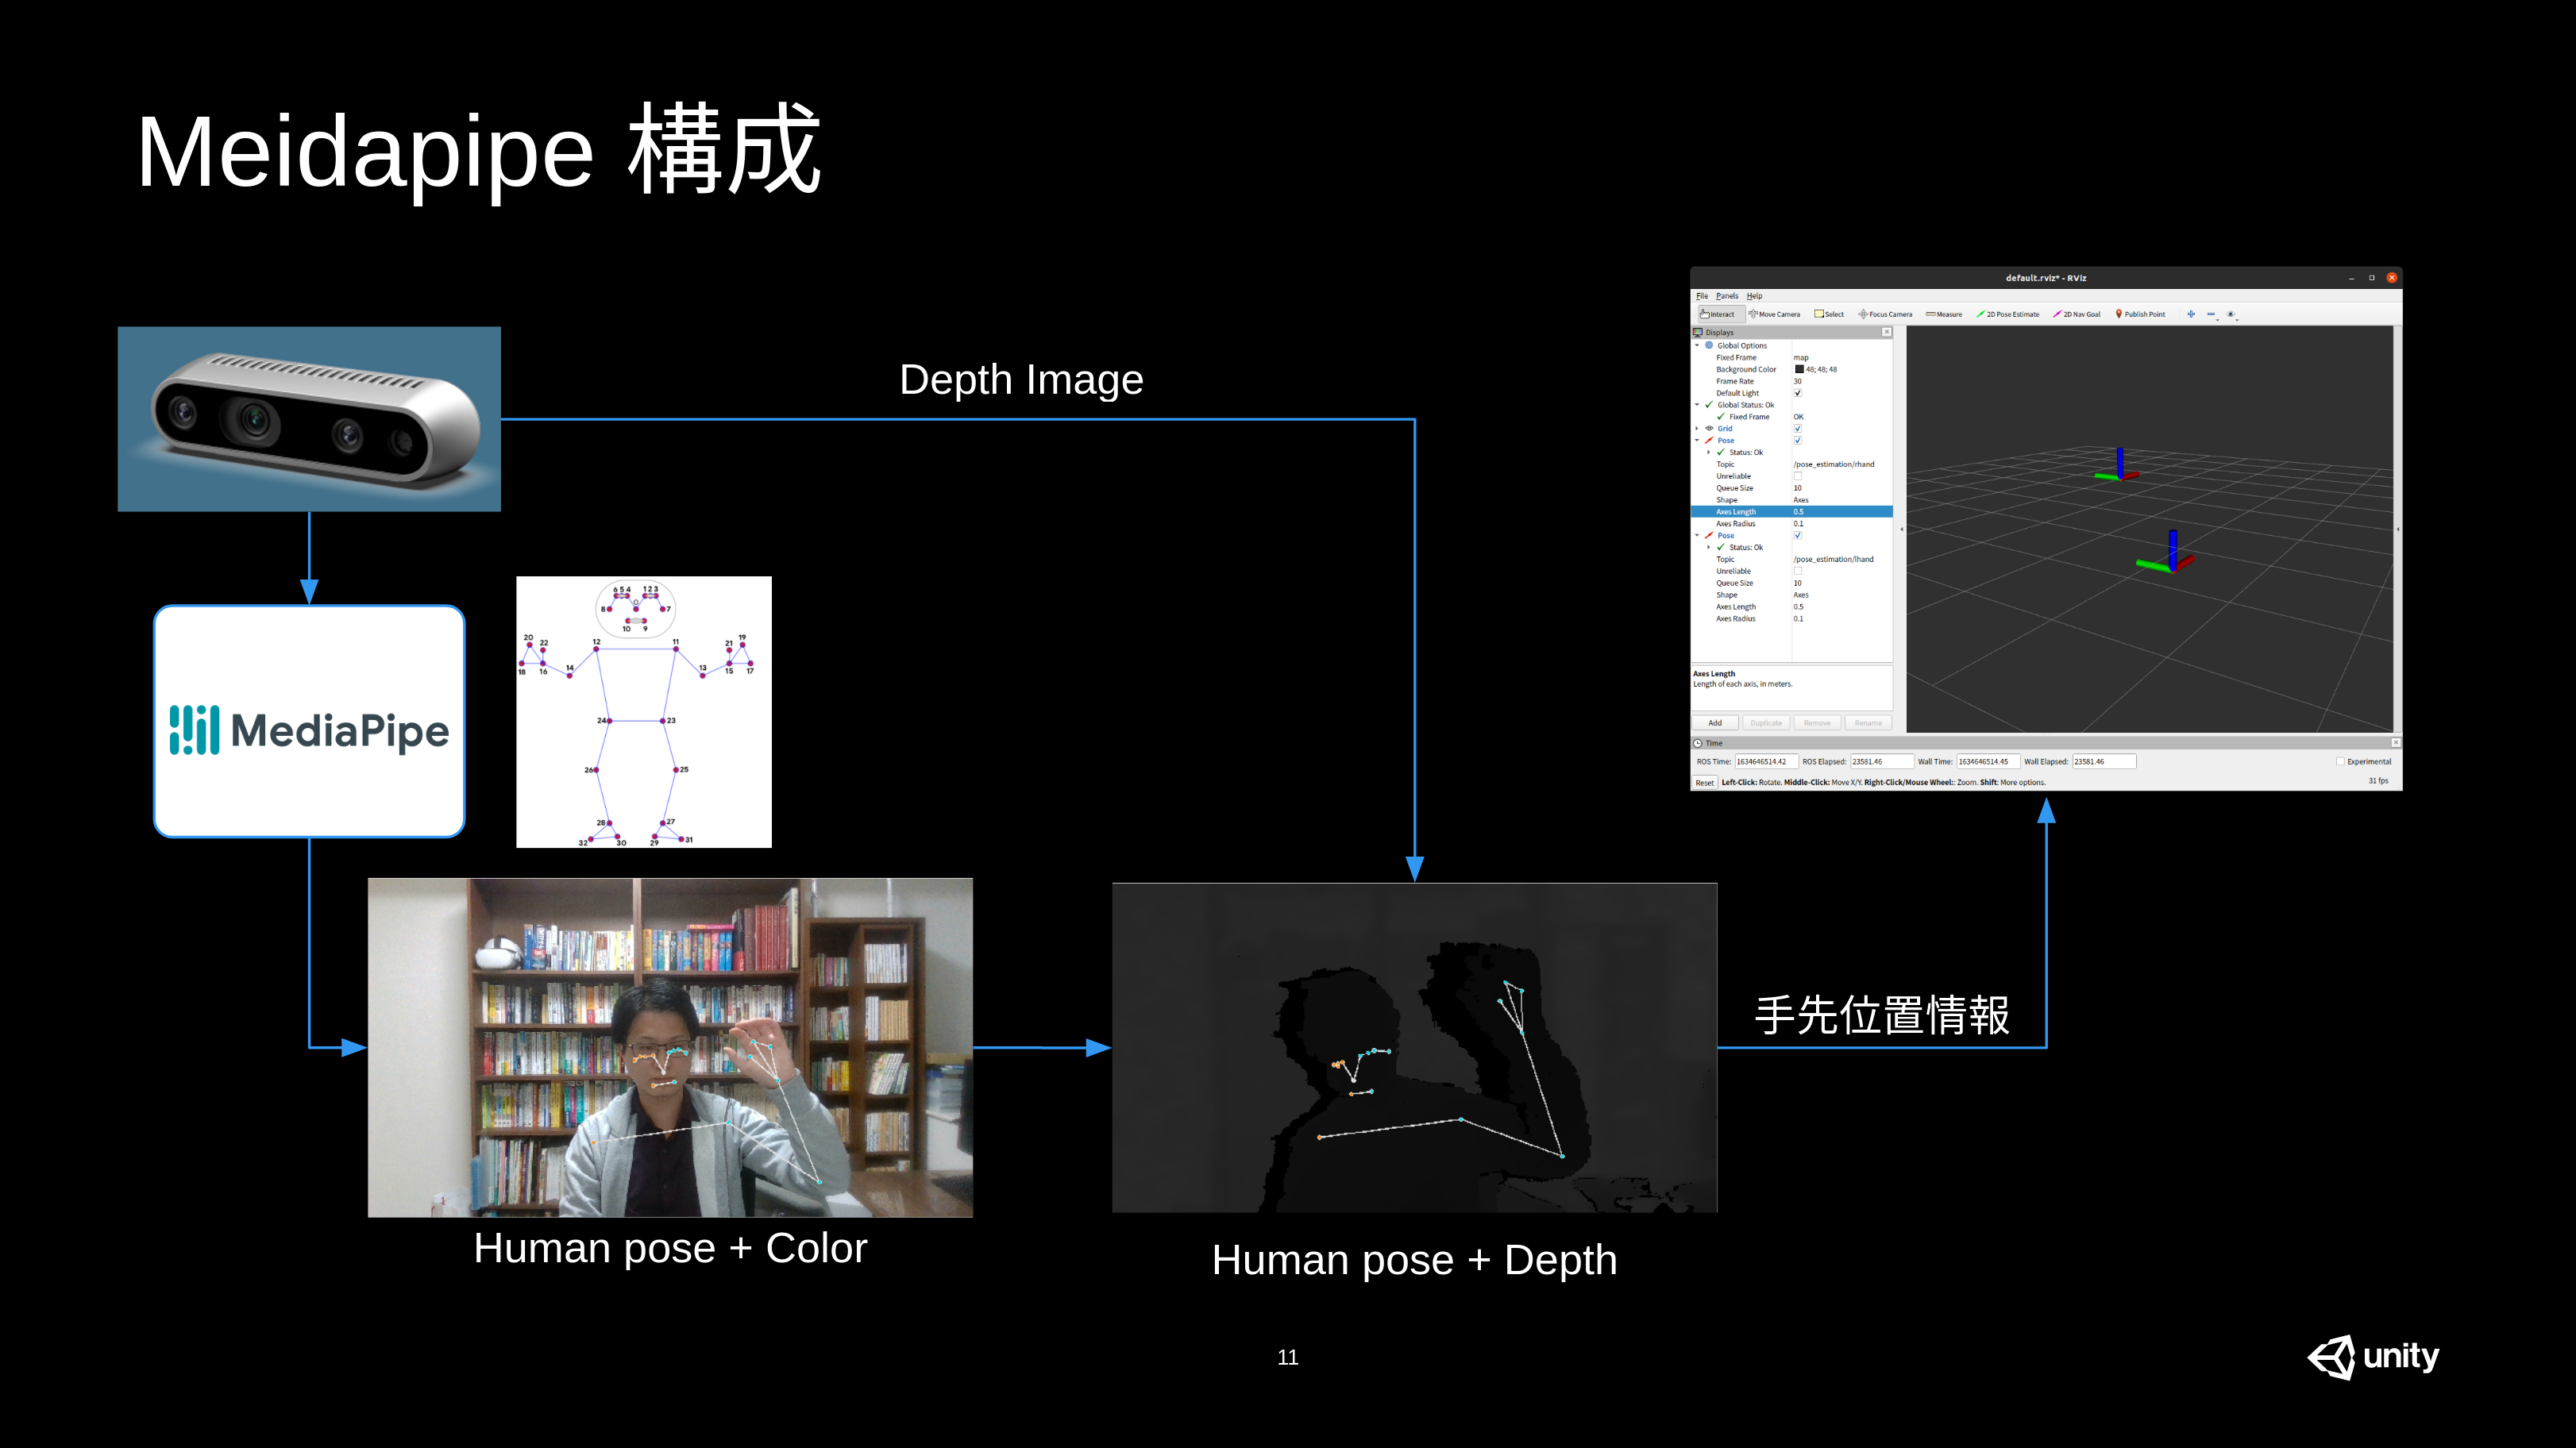 Meidapipe 構成
Depth Image
MediaPipe
6 5 4 1 2 3
0
8 7
10 9
20 22 12 11 21 19
18 16 14 13 15 17
24 23
26 25
28 27
32 30 29 31
Human pose + Color
Human pose + Depth
手先位置情報
default.rviz* - RViz
File Panels Help
Interact Move Camera Select Focus Camera Measure 2D Pose Estimate 2D Nav Goal Publish Point
Displays
Global Options
Fixed Frame map
Background Color 48; 48; 48
Frame Rate 30
Default Light
Global Status: Ok
Fixed Frame OK
Grid
Pose
Status: Ok
Topic /pose_estimation/rhand
Unreliable
Queue Size 10
Shape Axes
Axes Length 0.5
Axes Radius 0.1
Pose
Status: Ok
Topic /pose_estimation/lhand
Unreliable
Queue Size 10
Shape Axes
Axes Length 0.5
Axes Radius 0.1
Axes Length
Length of each axis, in meters.
Add Duplicate Remove Rename
Time
ROS Time: 1634646514.42 ROS Elapsed: 23581.46 Wall Time: 1634646514.45 Wall Elapsed: 23581.46 Experimental
Reset Left-Click: Rotate. Middle-Click: Move X/Y. Right-Click/Mouse Wheel:: Zoom. Shift: More options. 31 fps
11
unity